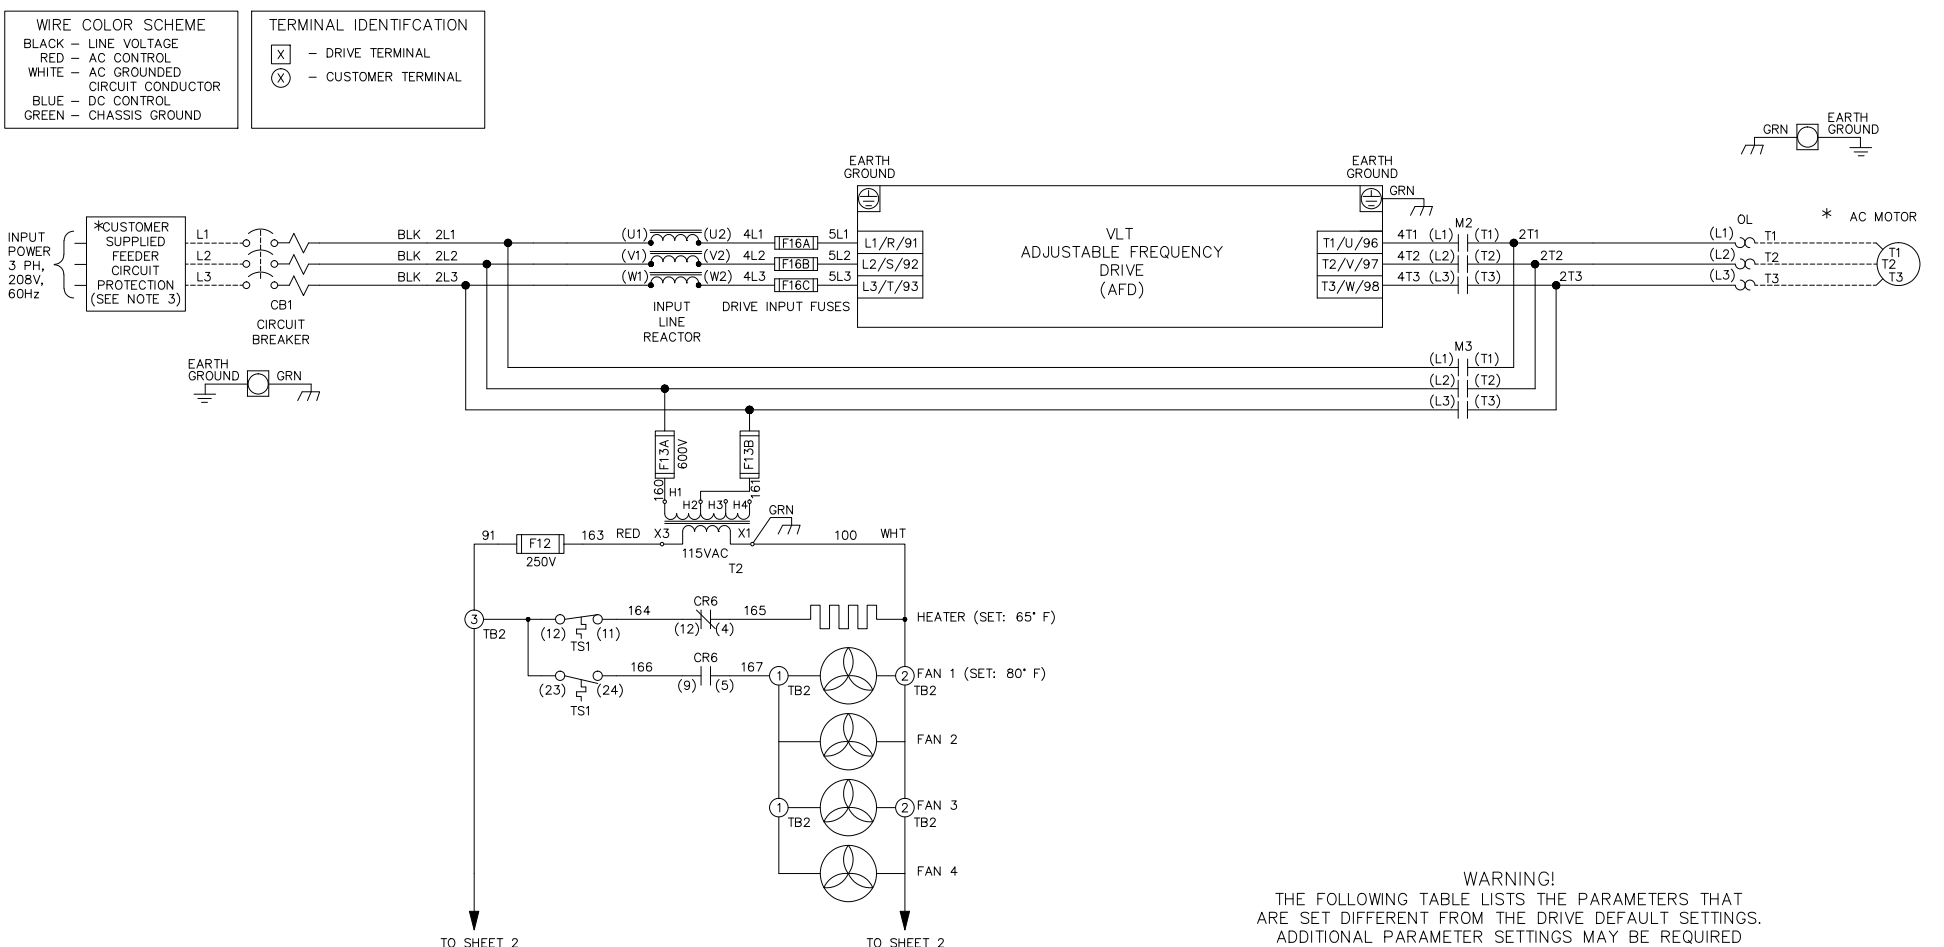 WIRE COLOR SCHEME
BLACK – LINE VOLTAGE
RED – AC CONTROL
WHITE – AC GROUNDED
CIRCUIT CONDUCTOR
BLUE – DC CONTROL
GREEN – CHASSIS GROUND
TERMINAL IDENTIFCATION
X – DRIVE TERMINAL
X – CUSTOMER TERMINAL
GRN
EARTH
GROUND
INPUT
POWER
3 PH,
208V,
60Hz
*CUSTOMER
SUPPLIED
FEEDER
CIRCUIT
PROTECTION
(SEE NOTE 3)
L1
L2
L3
CB1
CIRCUIT
BREAKER
BLK 2L1
BLK 2L2
BLK 2L3
(U1) (U2) 4L1 F16A 5L1
(V1) (V2) 4L2 F16B 5L2
(W1) (W2) 4L3 F16C 5L3
INPUT
LINE
REACTOR
DRIVE INPUT FUSES
EARTH
GROUND
L1/R/91
L2/S/92
L3/T/93
VLT
ADJUSTABLE FREQUENCY
DRIVE
(AFD)
EARTH
GROUND
GRN
T1/U/96
T2/V/97
T3/W/98
M2
4T1 (L1) (T1) 2T1
4T2 (L2) (T2) 2T2
4T3 (L3) (T3) 2T3
OL
(L1) T1
(L2) T2
(L3) T3
* AC MOTOR
T1
T2
T3
M3
(L1) (T1)
(L2) (T2)
(L3) (T3)
EARTH
GROUND
GRN
F13A
600V
F13B
160
161
H1
H2 H3 H4
GRN
91 F12 163 RED X3 X1 100 WHT
250V
115VAC
T2
3
TB2
164 CR6 165
(12) (11) (12) (4)
TS1
HEATER (SET: 65° F)
166 CR6 167
(23) (24) (9) (5)
TS1
1
TB2
2
TB2
FAN 1 (SET: 80° F)
FAN 2
1
TB2
2
TB2
FAN 3
FAN 4
TO SHEET 2
TO SHEET 2
WARNING!
THE FOLLOWING TABLE LISTS THE PARAMETERS THAT
ARE SET DIFFERENT FROM THE DRIVE DEFAULT SETTINGS.
ADDITIONAL PARAMETER SETTINGS MAY BE REQUIRED